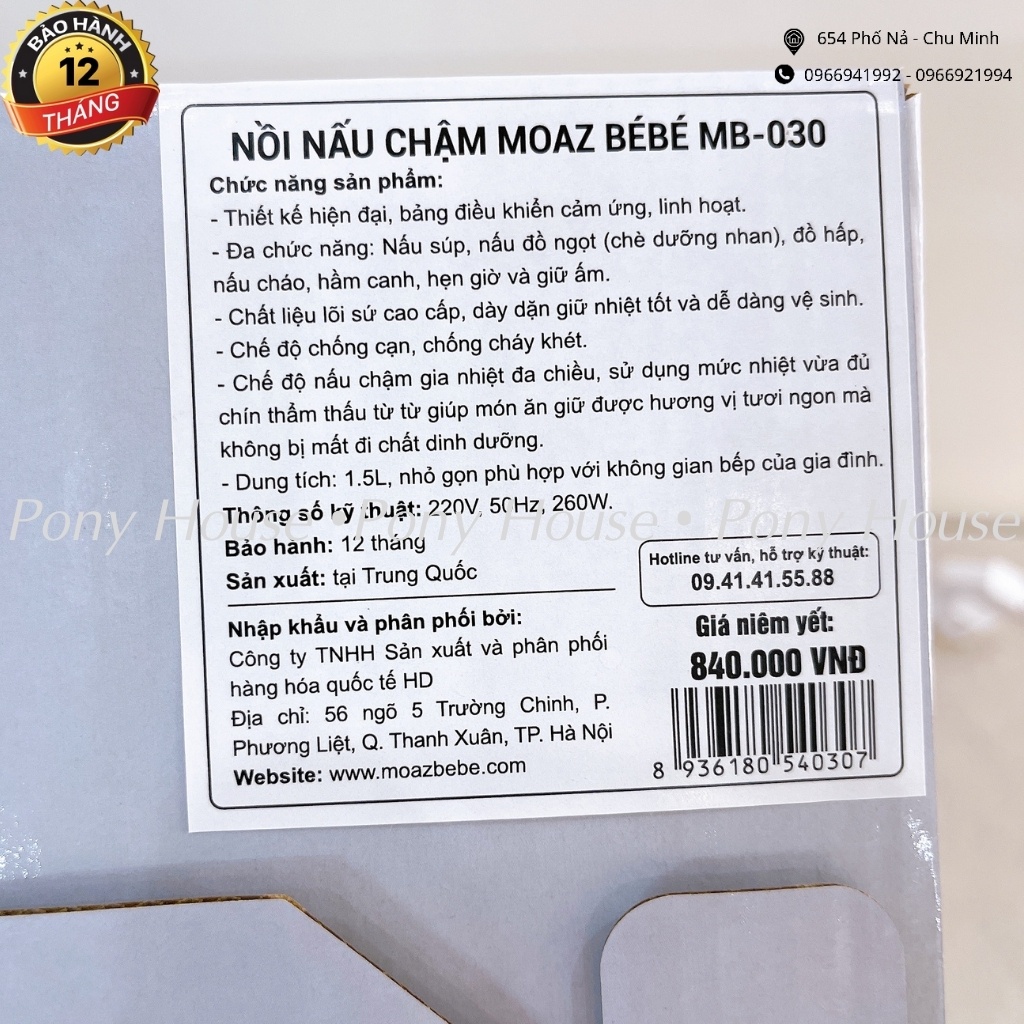 BẢO HÀNH
12
THÁNG
654 Phố Nả - Chu Minh
0966941992 - 0966921994
NỒI NẤU CHẬM MOAZ BÉBÉ MB-030
Chức năng sản phẩm:
- Thiết kế hiện đại, bảng điều khiển cảm ứng, linh hoạt.
- Đa chức năng: Nấu súp, nấu đồ ngọt (chè dưỡng nhan), đồ hấp,
nấu cháo, hầm canh, hẹn giờ và giữ ấm.
- Chất liệu lõi sứ cao cấp, dày dặn giữ nhiệt tốt và dễ dàng vệ sinh.
- Chế độ chống cạn, chống cháy khét.
- Chế độ nấu chậm gia nhiệt đa chiều, sử dụng mức nhiệt vừa đủ
chín thẩm thấu từ từ giúp món ăn giữ được hương vị tươi ngon mà
không bị mất đi chất dinh dưỡng.
- Dung tích: 1.5L, nhỏ gọn phù hợp với không gian bếp của gia đình.
Thông số kỹ thuật: 220V, 50Hz, 260W.
Pony House • Pony House • Pony House
Bảo hành: 12 tháng
Sản xuất: tại Trung Quốc
Hotline tư vấn, hỗ trợ kỹ thuật:
09.41.41.55.88
Nhập khẩu và phân phối bởi:
Công ty TNHH Sản xuất và phân phối
hàng hóa quốc tế HD
Địa chỉ: 56 ngõ 5 Trường Chinh, P.
Phương Liệt, Q. Thanh Xuân, TP. Hà Nội
Website: www.moazbebe.com
Giá niêm yết:
840.000 VNĐ
8 936180 540307